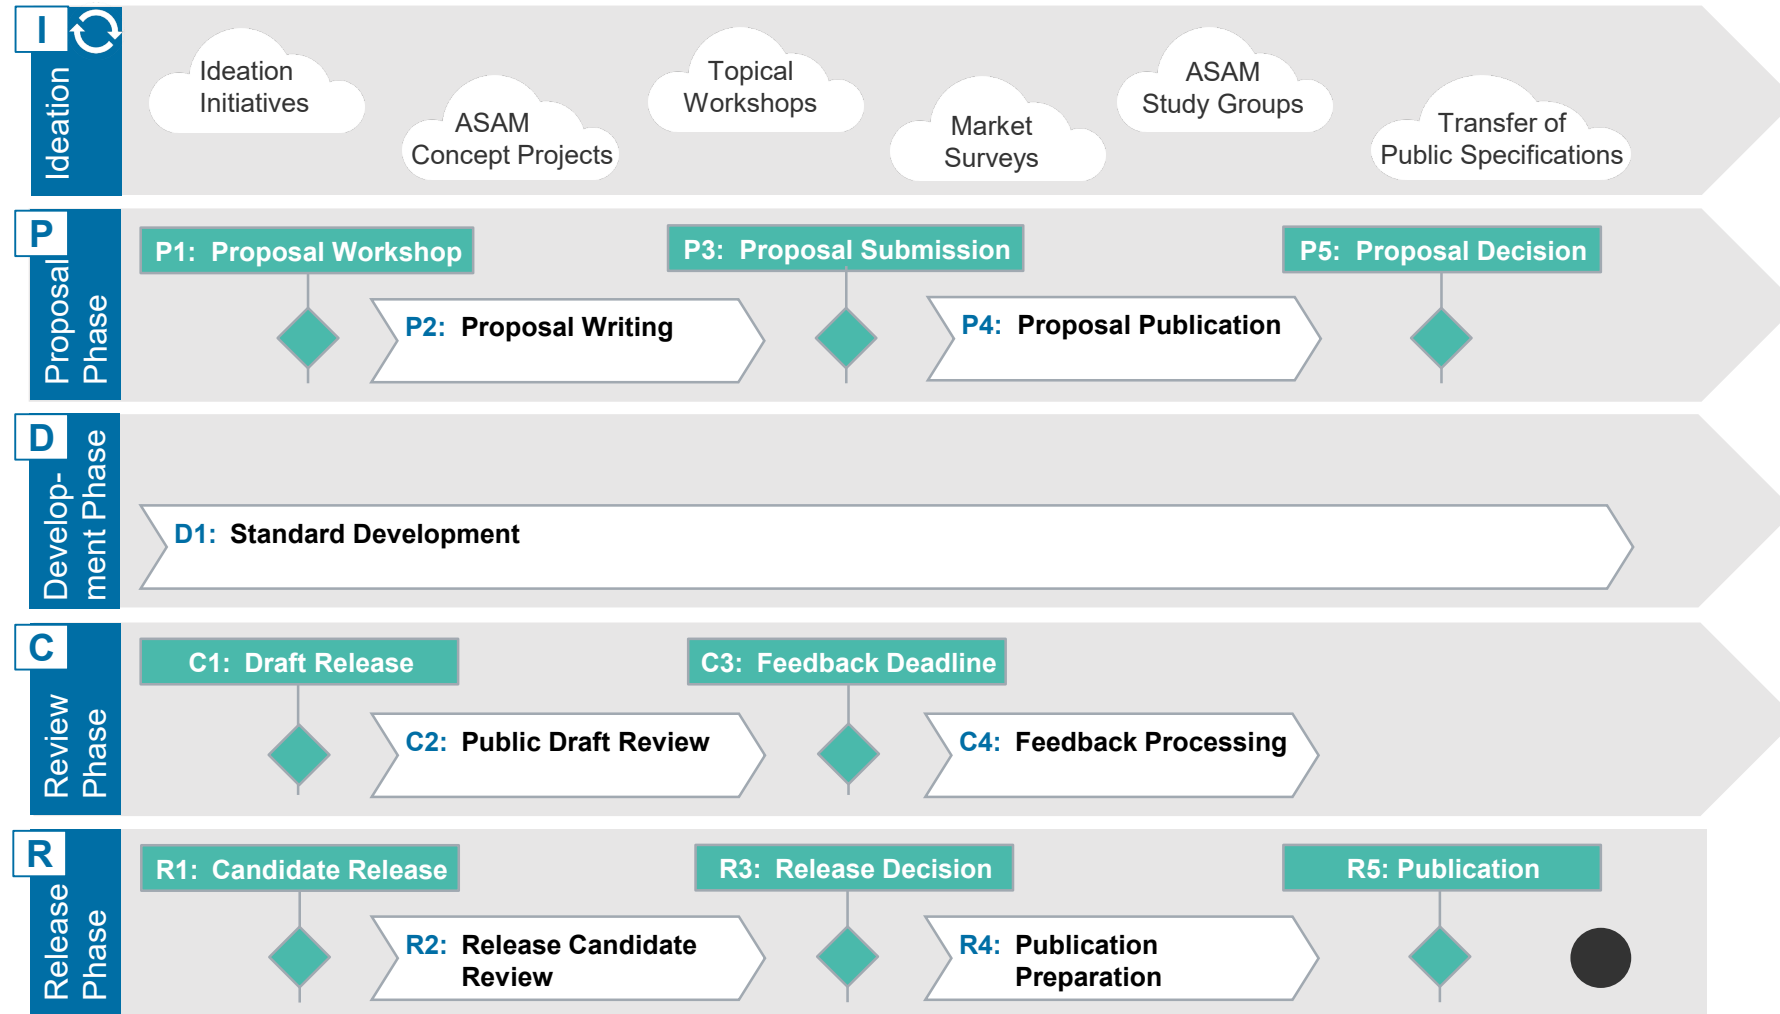 I
Ideation
Ideation
Initiatives
ASAM
Concept Projects
Topical
Workshops
Market
Surveys
ASAM
Study Groups
Transfer of
Public Specifications
P
Proposal
Phase
P1: Proposal Workshop
P2: Proposal Writing
P3: Proposal Submission
P4: Proposal Publication
P5: Proposal Decision
D
Develop-
ment Phase
D1: Standard Development
C
Review
Phase
C1: Draft Release
C2: Public Draft Review
C3: Feedback Deadline
C4: Feedback Processing
R
Release
Phase
R1: Candidate Release
R2: Release Candidate
Review
R3: Release Decision
R4: Publication
Preparation
R5: Publication